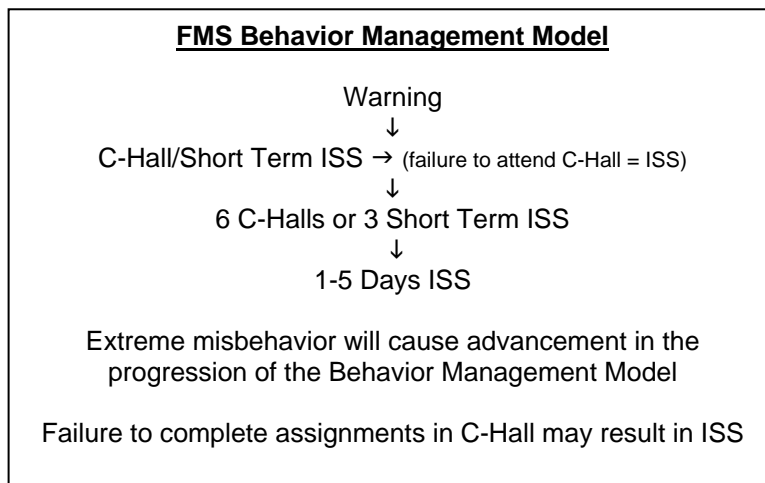 FMS Behavior Management Model
Warning
↓
C-Hall/Short Term ISS → (failure to attend C-Hall = ISS)
↓
6 C-Halls or 3 Short Term ISS
↓
1-5 Days ISS
Extreme misbehavior will cause advancement in the
progression of the Behavior Management Model
Failure to complete assignments in C-Hall may result in ISS